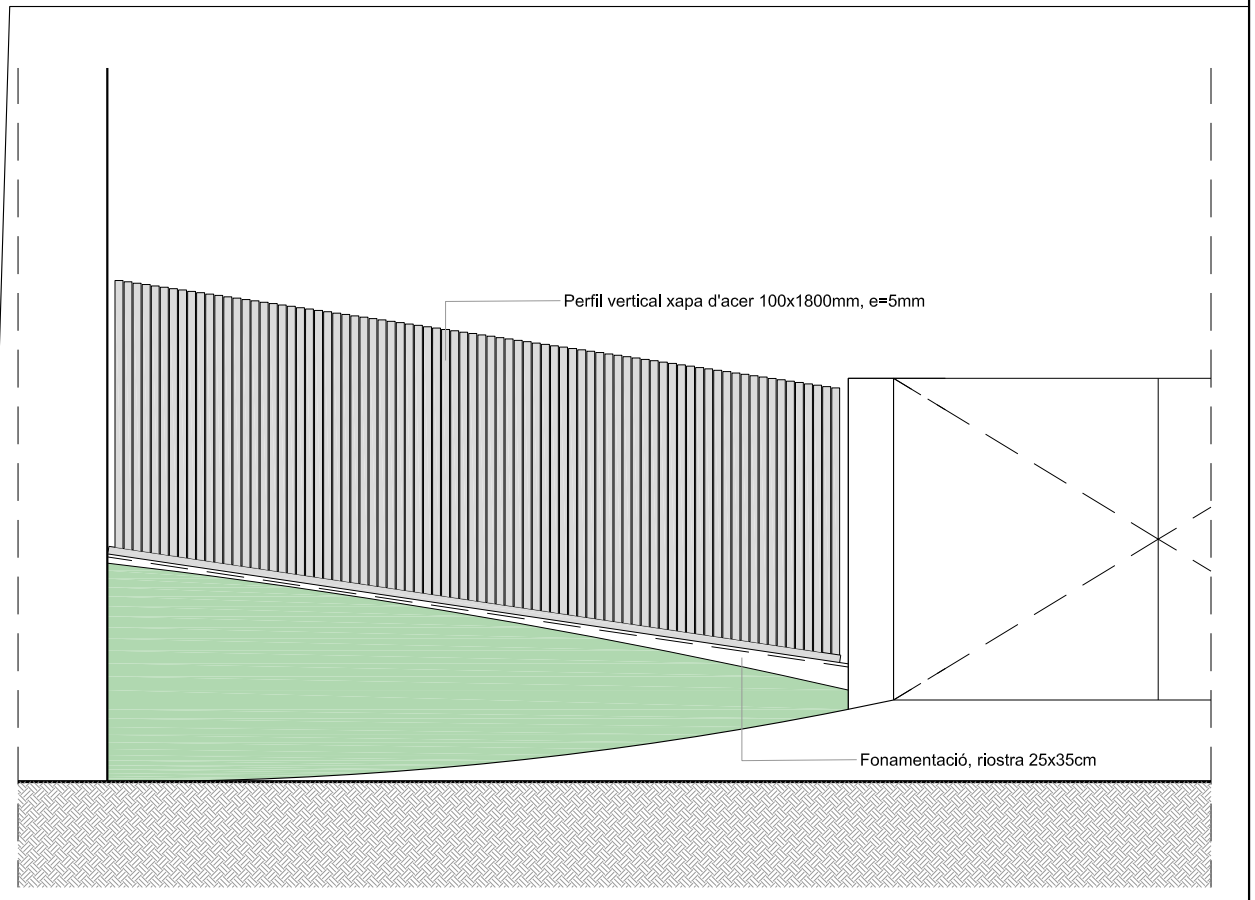 Perfil vertical xapa d'acer 100x1800mm, e=5mm
Fonamentació, riostra 25x35cm